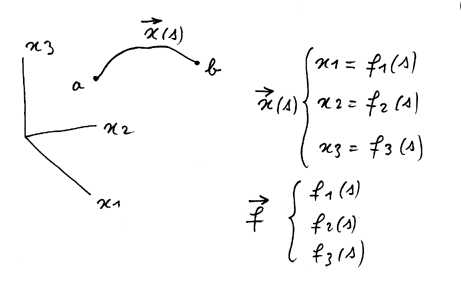 x⃗(s)
x3
a
b
x2
x1
x⃗(s) { x1 = f1(s)
x2 = f2(s)
x3 = f3(s)
f⃗ { f1(s)
f2(s)
f3(s)